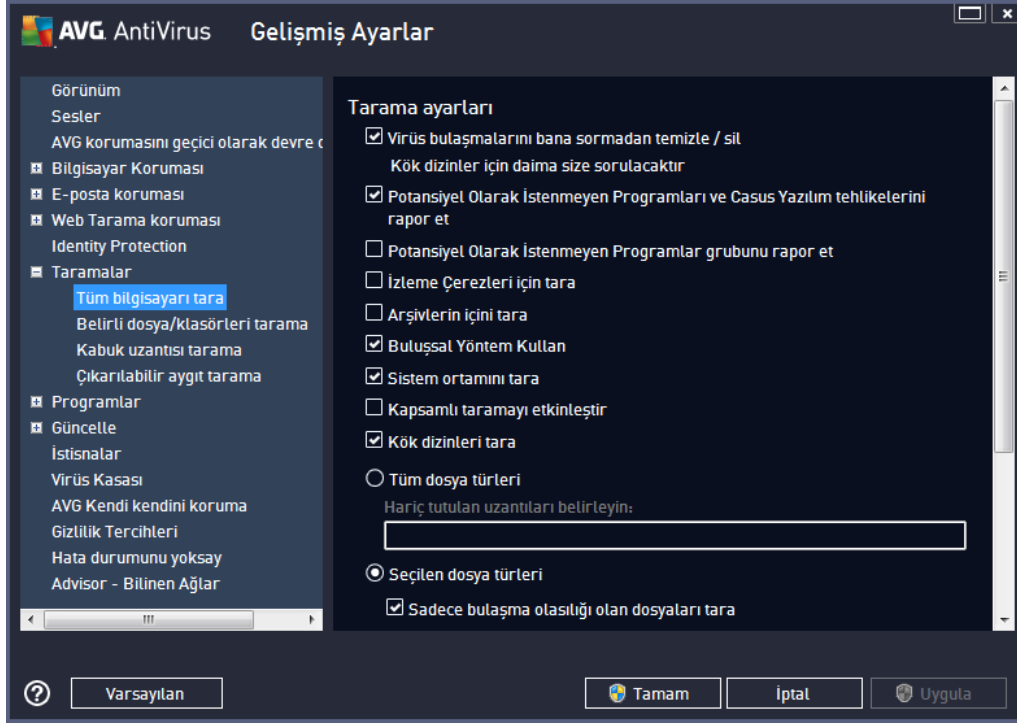 AVG. AntiVirus Gelişmiş Ayarlar
Görünüm
Sesler
AVG korumasını geçici olarak devre
Bilgisayar Koruması
E-posta koruması
Web Tarama koruması
Identity Protection
Taramalar
Tüm bilgisayarı tara
Belirli dosya/klasörleri tarama
Kabuk uzantısı tarama
Çıkarılabilir aygıt tarama
Programlar
Güncelle
İstisnalar
Virüs Kasası
AVG Kendi kendini koruma
Gizlilik Tercihleri
Hata durumunu yoksay
Advisor - Bilinen Ağlar
Tarama ayarları
Virüs bulaşmalarını bana sormadan temizle / sil
Kök dizinler için daima size sorulacaktır
Potansiyel Olarak İstenmeyen Programları ve Casus Yazılım tehlikelerini
rapor et
Potansiyel Olarak İstenmeyen Programlar grubunu rapor et
İzleme Çerezleri için tara
Arşivlerin içini tara
Buluşsal Yöntem Kullan
Sistem ortamını tara
Kapsamlı taramayı etkinleştir
Kök dizinleri tara
Tüm dosya türleri
Hariç tutulan uzantıları belirleyin:
Seçilen dosya türleri
Sadece bulaşma olasılığı olan dosyaları tara
Varsayılan
Tamam
İptal
Uygula